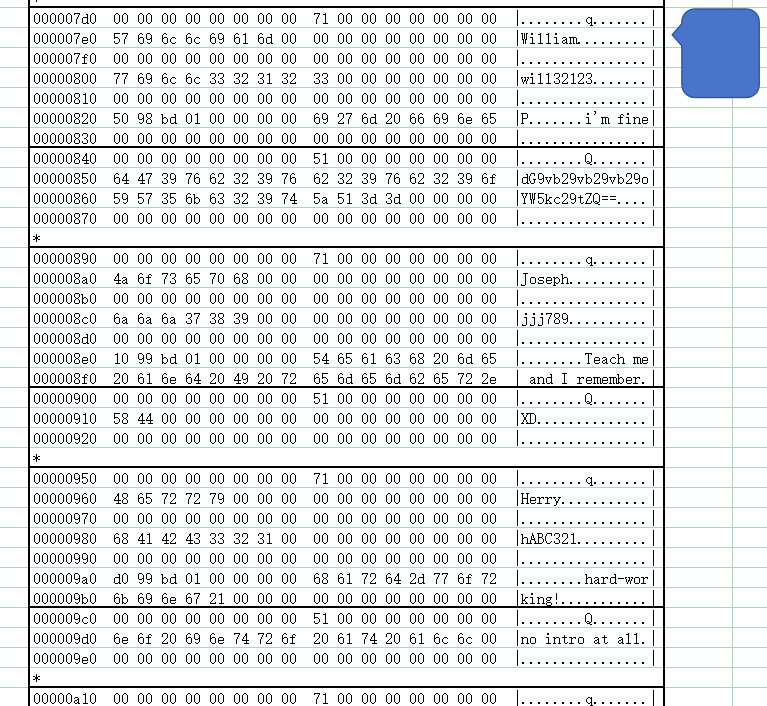 000007d0 00 00 00 00 00 00 00 00 71 00 00 00 00 00 00 00 |........q.......|
000007e0 57 69 6c 6c 69 61 6d 00 00 00 00 00 00 00 00 00 |William.........|
000007f0 00 00 00 00 00 00 00 00 00 00 00 00 00 00 00 00 |................|
00000800 77 69 6c 6c 33 32 31 32 33 00 00 00 00 00 00 00 |will32123.......|
00000810 00 00 00 00 00 00 00 00 00 00 00 00 00 00 00 00 |................|
00000820 50 98 bd 01 00 00 00 00 69 27 6d 20 66 69 6e 65 |P.......i'm fine|
00000830 00 00 00 00 00 00 00 00 00 00 00 00 00 00 00 00 |................|
00000840 00 00 00 00 00 00 00 00 51 00 00 00 00 00 00 00 |........Q.......|
00000850 64 47 39 76 62 32 39 76 62 32 39 76 62 32 39 6f |dG9vb29vb29vb29o|
00000860 59 57 35 6b 63 32 39 74 5a 51 3d 3d 00 00 00 00 |YW5kc29tZQ==....|
00000870 00 00 00 00 00 00 00 00 00 00 00 00 00 00 00 00 |................|
*
00000890 00 00 00 00 00 00 00 00 71 00 00 00 00 00 00 00 |........q.......|
000008a0 4a 6f 73 65 70 68 00 00 00 00 00 00 00 00 00 00 |Joseph..........|
000008b0 00 00 00 00 00 00 00 00 00 00 00 00 00 00 00 00 |................|
000008c0 6a 6a 6a 37 38 39 00 00 00 00 00 00 00 00 00 00 |jjj789..........|
000008d0 00 00 00 00 00 00 00 00 00 00 00 00 00 00 00 00 |................|
000008e0 10 99 bd 01 00 00 00 00 54 65 61 63 68 20 6d 65 |........Teach me|
000008f0 20 61 6e 64 20 49 20 72 65 6d 65 6d 62 65 72 2e | and I remember.|
00000900 00 00 00 00 00 00 00 00 51 00 00 00 00 00 00 00 |........Q.......|
00000910 58 44 00 00 00 00 00 00 00 00 00 00 00 00 00 00 |XD..............|
00000920 00 00 00 00 00 00 00 00 00 00 00 00 00 00 00 00 |................|
*
00000950 00 00 00 00 00 00 00 00 71 00 00 00 00 00 00 00 |........q.......|
00000960 48 65 72 72 79 00 00 00 00 00 00 00 00 00 00 00 |Herry...........|
00000970 00 00 00 00 00 00 00 00 00 00 00 00 00 00 00 00 |................|
00000980 68 41 42 43 33 32 31 00 00 00 00 00 00 00 00 00 |hABC321.........|
00000990 00 00 00 00 00 00 00 00 00 00 00 00 00 00 00 00 |................|
000009a0 d0 99 bd 01 00 00 00 00 68 61 72 64 2d 77 6f 72 |........hard-wor|
000009b0 6b 69 6e 67 21 00 00 00 00 00 00 00 00 00 00 00 |king!...........|
000009c0 00 00 00 00 00 00 00 00 51 00 00 00 00 00 00 00 |........Q.......|
000009d0 6e 6f 20 69 6e 74 72 6f 20 61 74 20 61 6c 6c 00 |no intro at all.|
000009e0 00 00 00 00 00 00 00 00 00 00 00 00 00 00 00 00 |................|
*
00000a10 00 00 00 00 00 00 00 00 71 00 00 00 00 00 00 00 |........q.......|